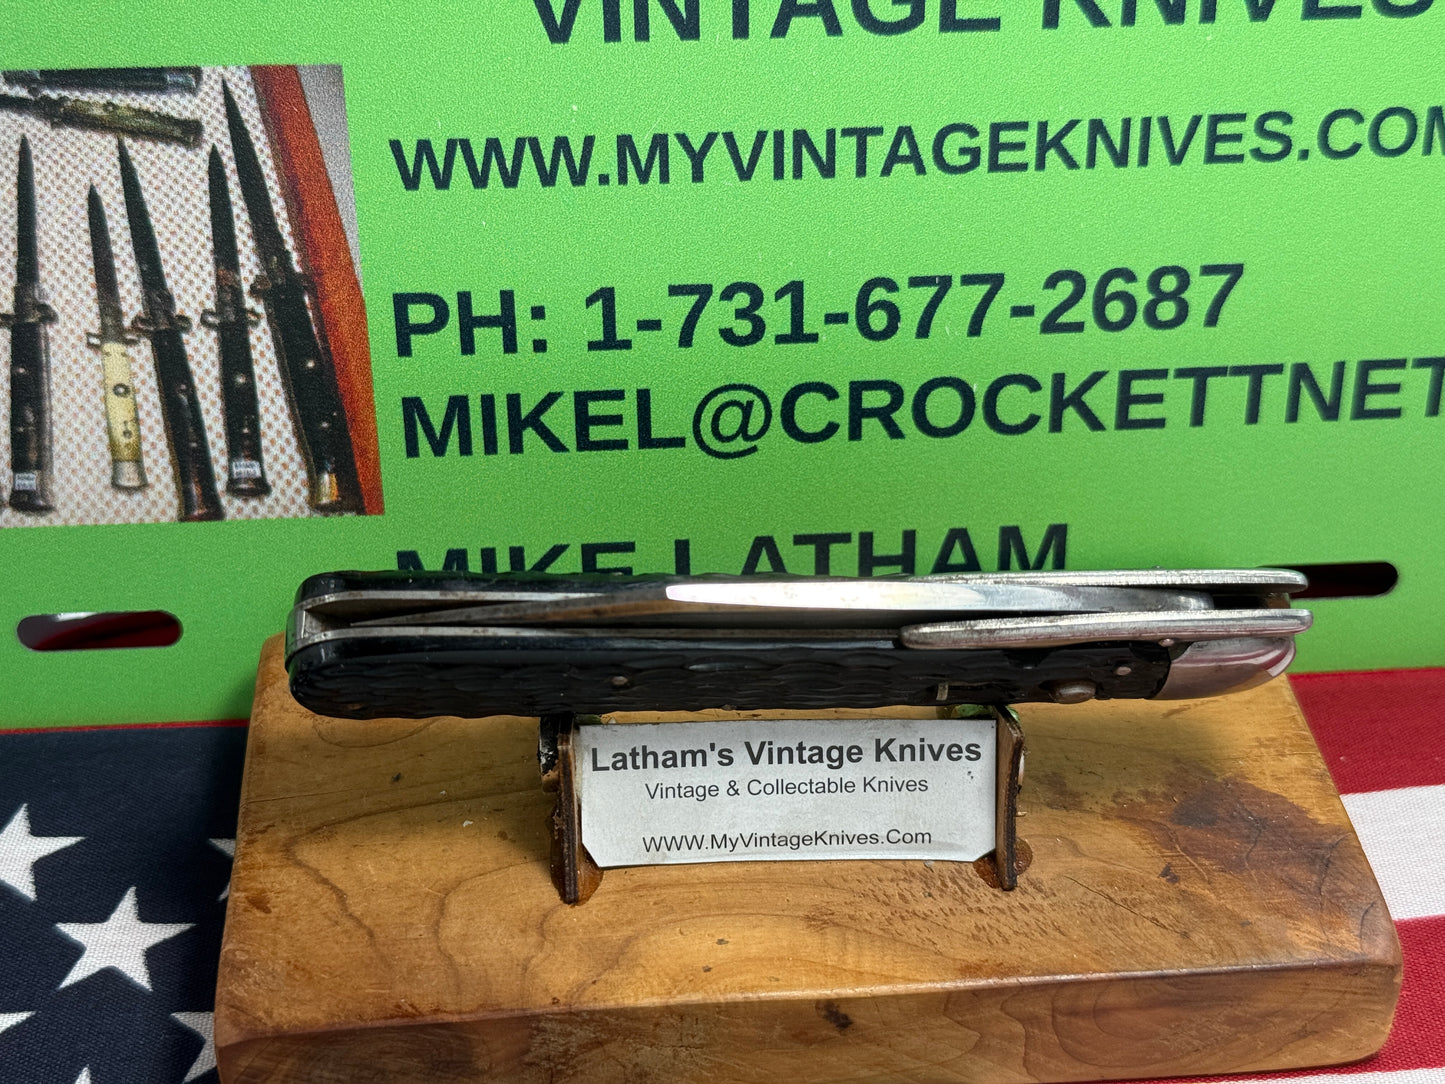 VINTAGE KNIVES
WWW.MYVINTAGEKNIVES.COM
PH: 1-731-677-2687
MIKEL@CROCKETTNET
MIKE LATHAM
Latham's Vintage Knives
Vintage & Collectable Knives
WWW.MyVintageKnives.Com